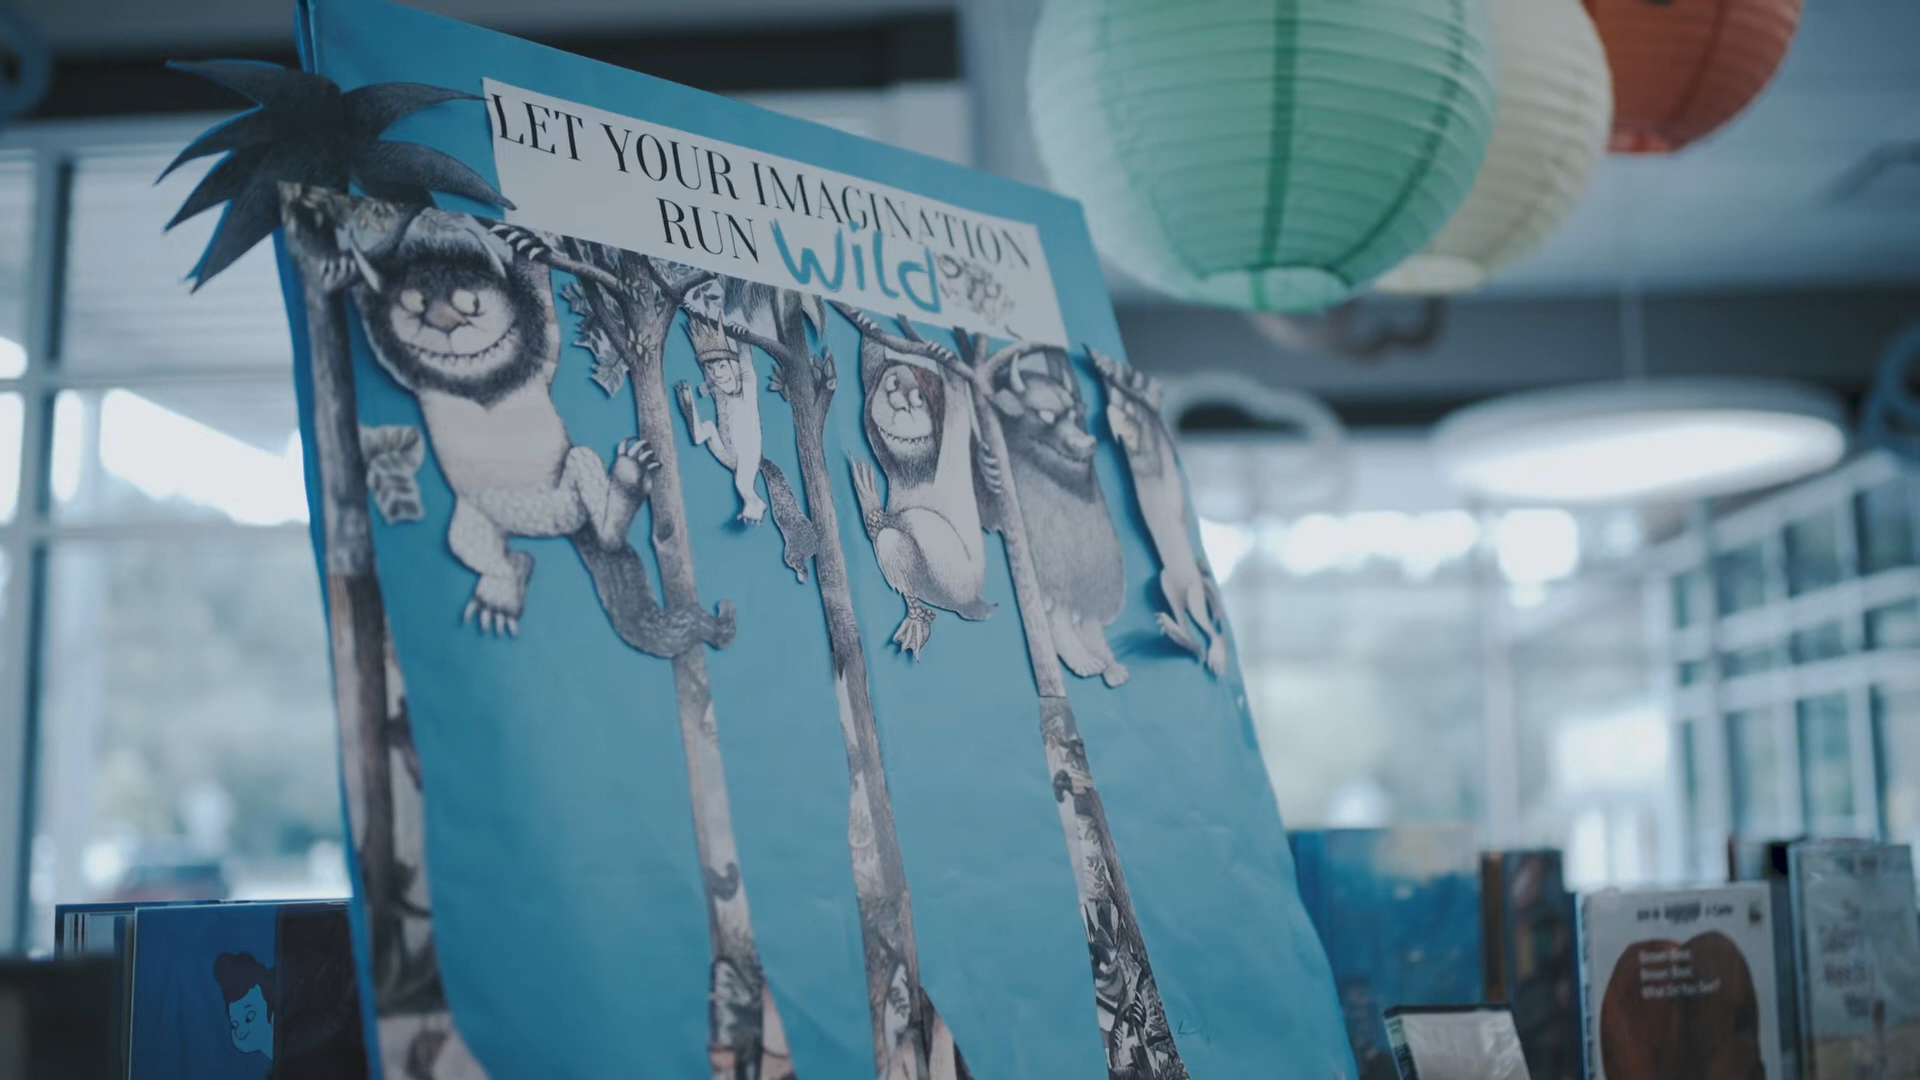 LET YOUR IMAGINATION
RUN Wild
Brown Bear,
Brown Bear,
What Do You See?